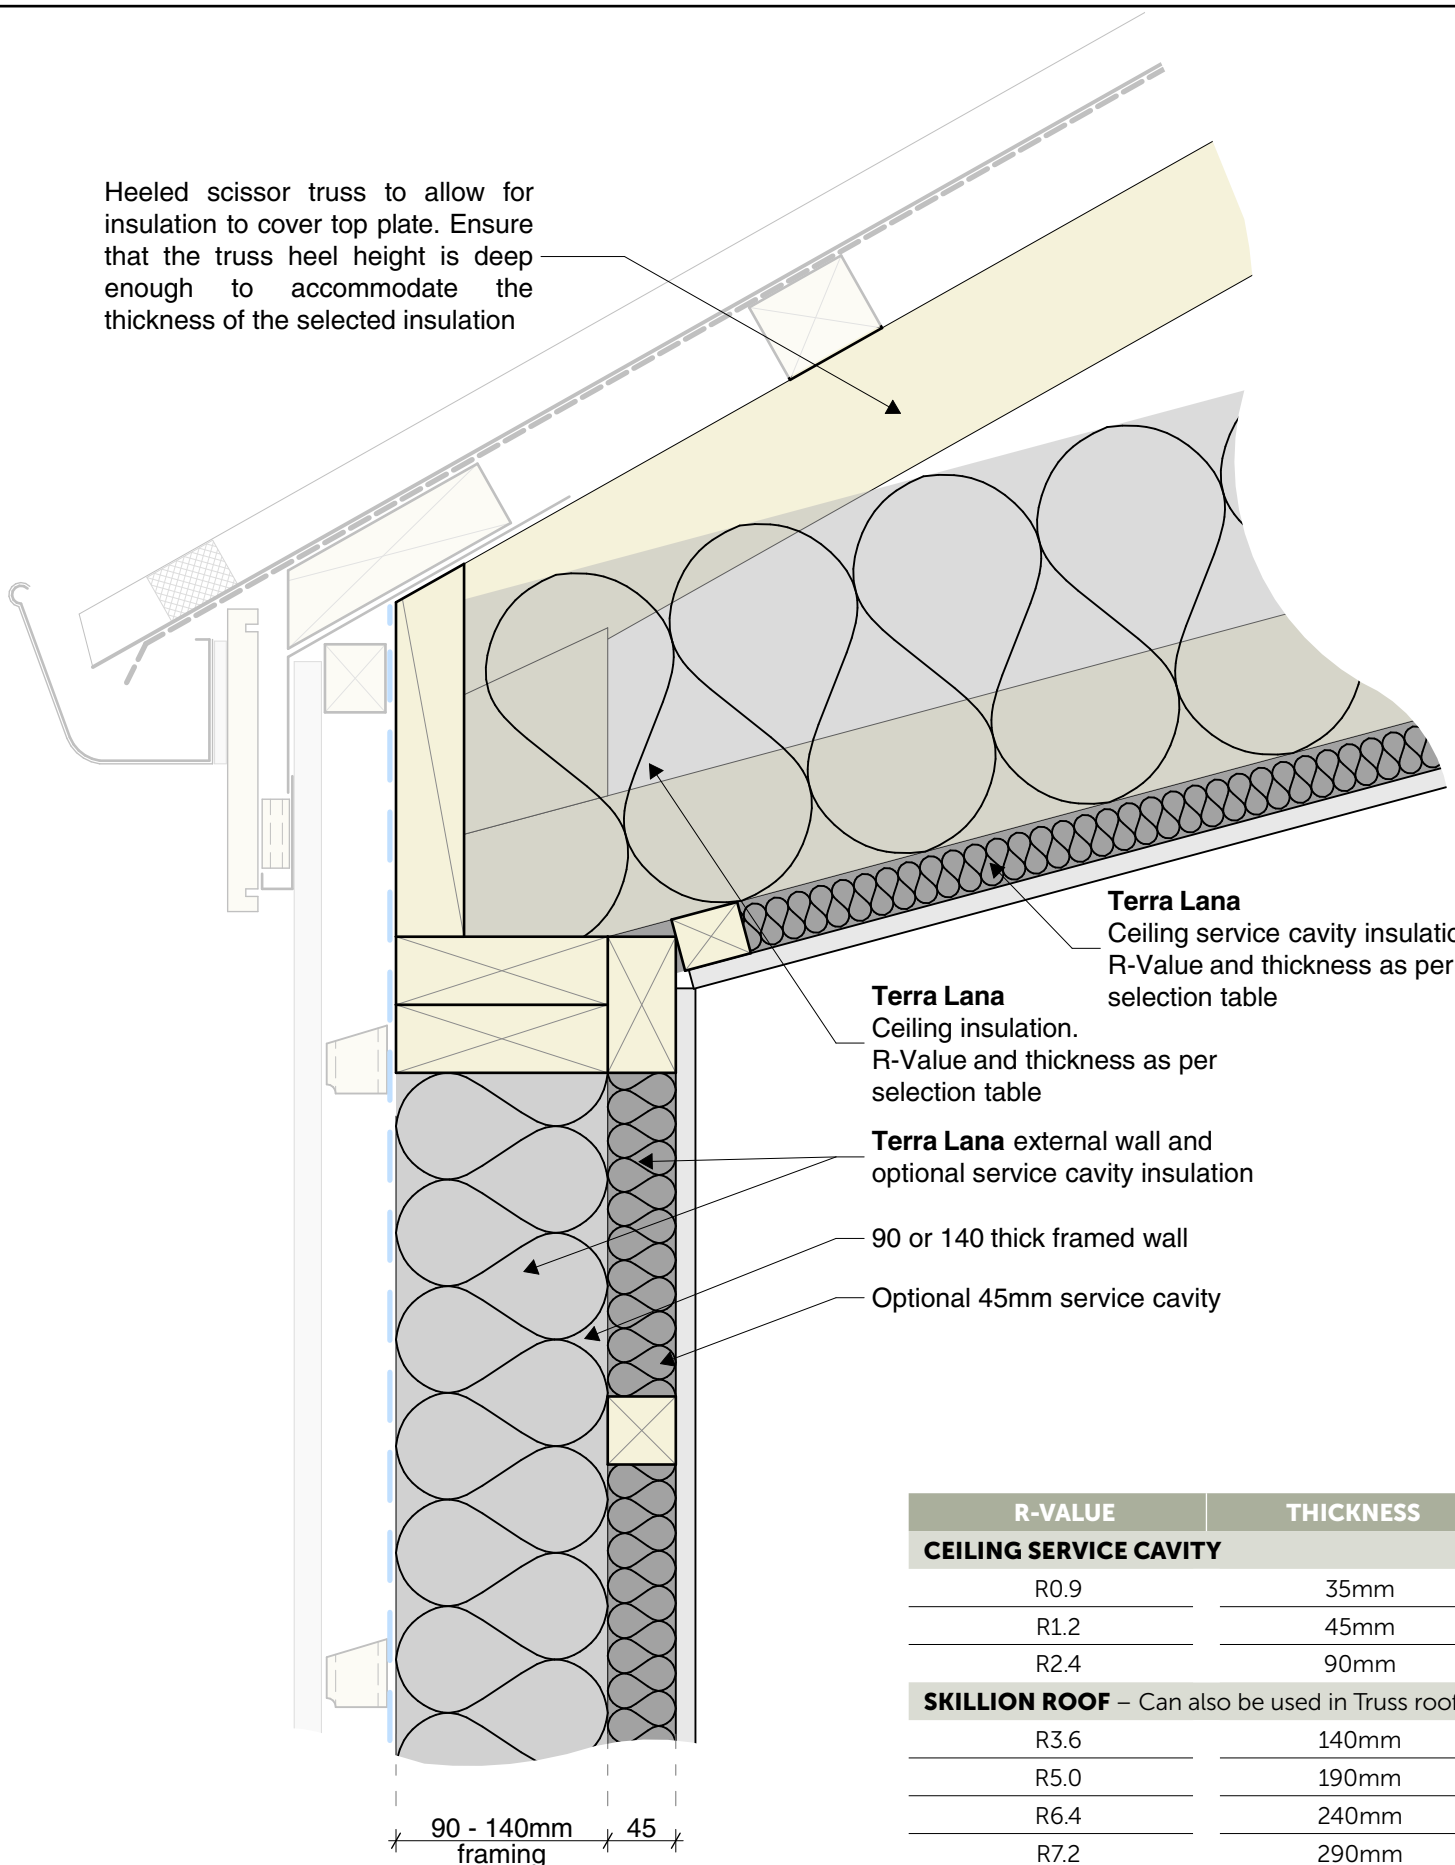 Heeled scissor truss to allow for
insulation to cover top plate. Ensure
that the truss heel height is deep
enough to accommodate the
thickness of the selected insulation
Terra Lana
Ceiling service cavity insulatio
R-Value and thickness as per
selection table
Terra Lana
Ceiling insulation.
R-Value and thickness as per
selection table
Terra Lana external wall and
optional service cavity insulation
90 or 140 thick framed wall
Optional 45mm service cavity
90 - 140mm 45
framing
R-VALUE THICKNESS
CEILING SERVICE CAVITY
R0.9 35mm
R1.2 45mm
R2.4 90mm
SKILLION ROOF – Can also be used in Truss roof
R3.6 140mm
R5.0 190mm
R6.4 240mm
R7.2 290mm